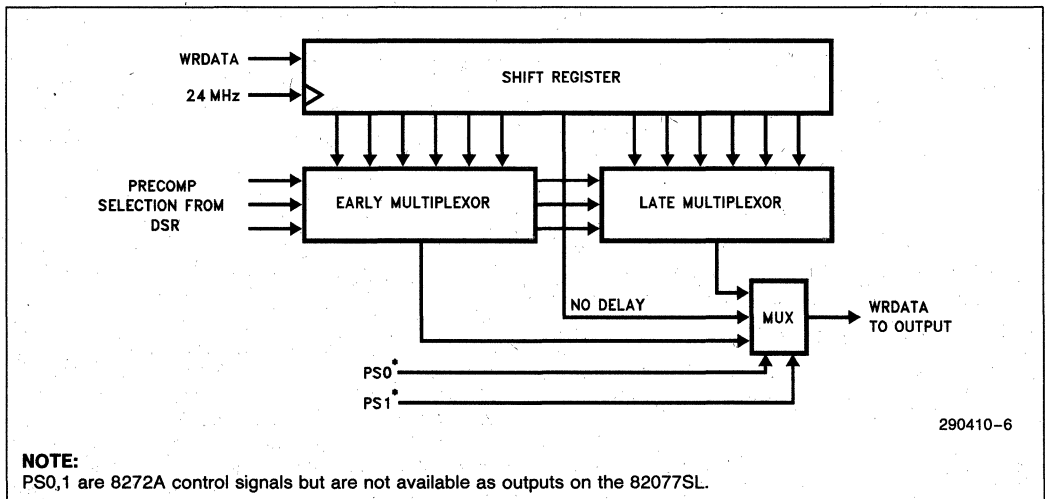 WRDATA
SHIFT REGISTER
24 MHz
PRECOMP
SELECTION FROM
DSR
EARLY MULTIPLEXOR
LATE MULTIPLEXOR
NO DELAY
MUX
WRDATA
TO OUTPUT
PS0*
PS1*
290410-6
NOTE:
PS0,1 are 8272A control signals but are not available as outputs on the 82077SL.